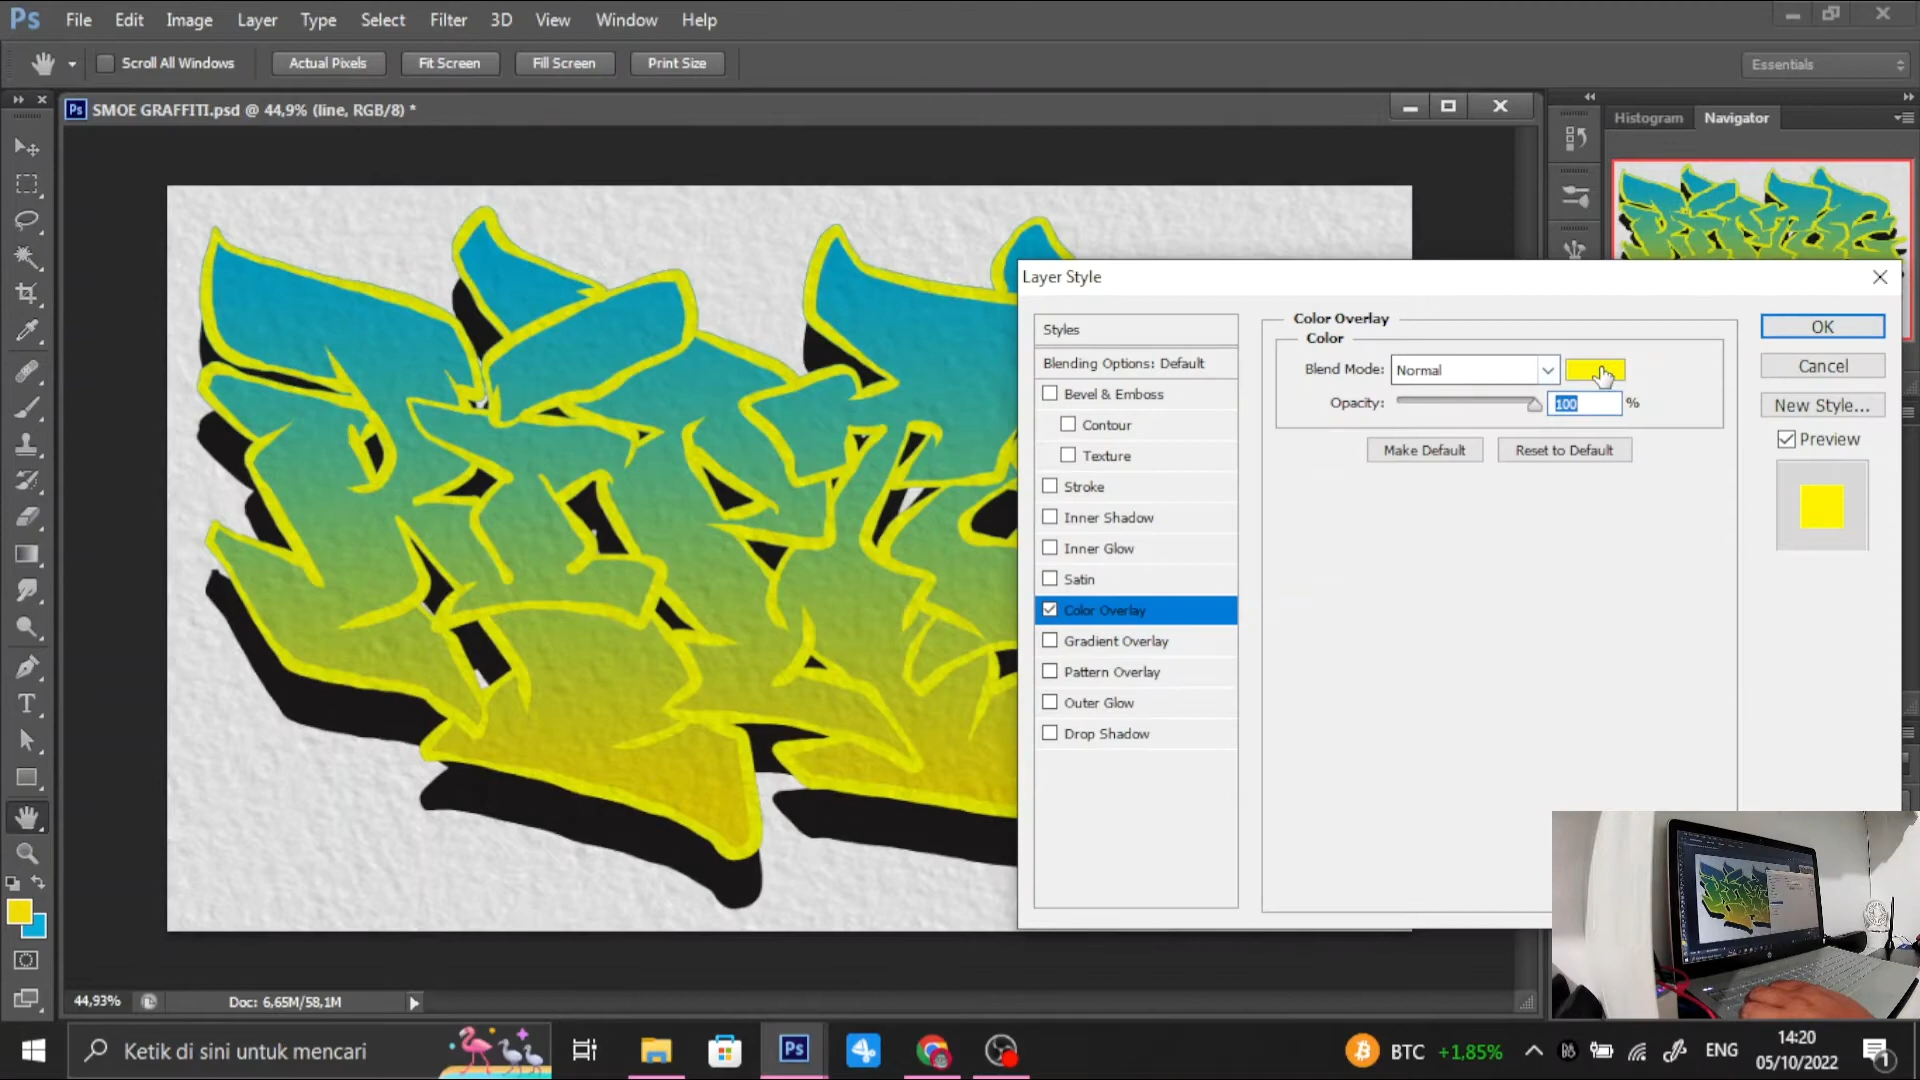 Ps File Edit Image Layer Type Select Filter 3D View Window Help
Scroll All Windows Actual Pixels Fit Screen Fill Screen Print Size Essentials
Ps SMOE GRAFFITI.psd @ 44,9% (line, RGB/8) *
Histogram Navigator
Layer Style
Styles
Blending Options: Default
Bevel & Emboss
Contour
Texture
Stroke
Inner Shadow
Inner Glow
Satin
Color Overlay
Gradient Overlay
Pattern Overlay
Outer Glow
Drop Shadow
Color Overlay
Color
Blend Mode: Normal
Opacity: 100 %
Make Default Reset to Default
OK
Cancel
New Style...
Preview
T
44,93% Doc: 6,65M/58,1M
Ketik di sini untuk mencari
Ps
BTC +1,85%
ENG
14:20
05/10/2022
1